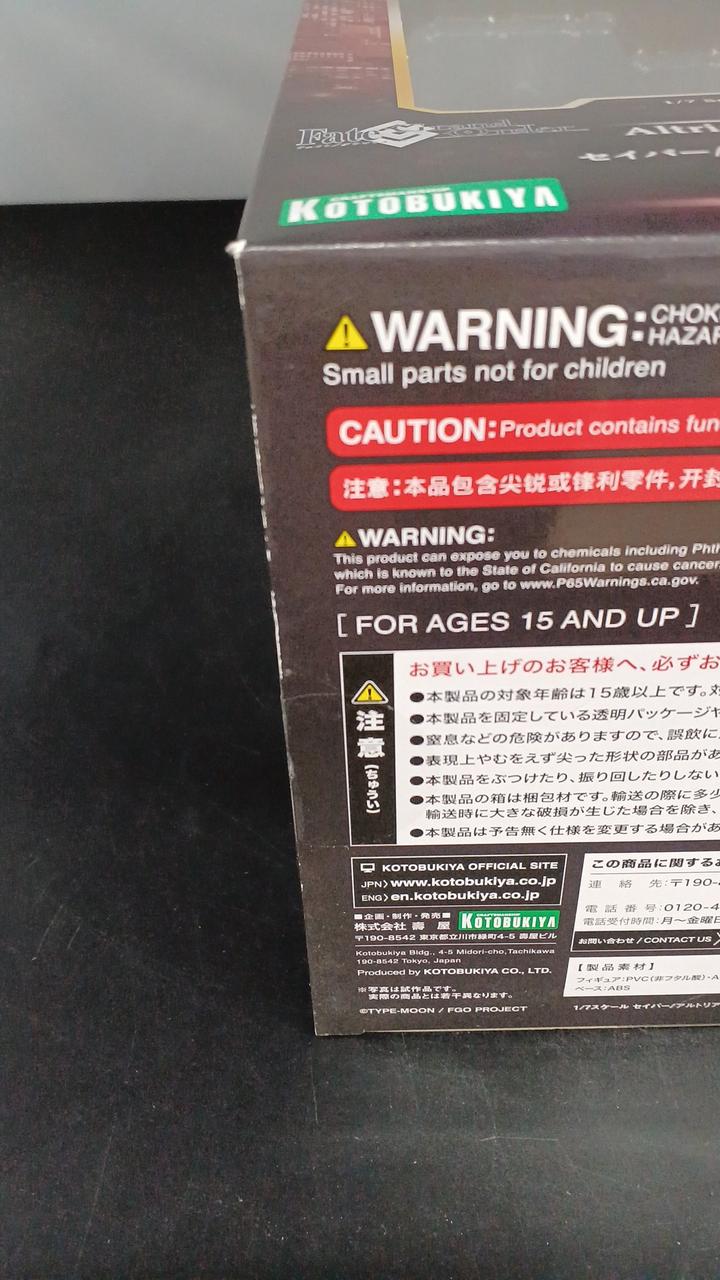 1/7
Fate Grand Order
Altri
セイバー/
CRAFTSMANSHIP
KOTOBUKIYA
WARNING: CHOK
HAZAR
Small parts not for children
CAUTION: Product contains fun
注意:本品包含尖锐或锋利零件,开封
WARNING:
This product can expose you to chemicals including Phth
which is known to the State of California to cause cancer
For more information, go to www.P65Warnings.ca.gov.
[ FOR AGES 15 AND UP ]
注意(ちゅうい)
お買い上げのお客様へ、必ずお
●本製品の対象年齢は15歳以上です。対
●本製品を固定している透明パッケージや
●窒息などの危険がありますので、誤飲に
●表現上やむをえず尖った形状の部品があ
●本製品をぶつけたり、振り回したりしない
●本製品の箱は梱包材です。輸送の際に多少
輸送時に大きな破損が生じた場合を除き、
●本製品は予告無く仕様を変更する場合があ
KOTOBUKIYA OFFICIAL SITE
JPN〉www.kotobukiya.co.jp
ENG〉en.kotobukiya.co.jp
■企画・制作・発売■
株式会社 壽 屋
CRAFTSMANSHIP
KOTOBUKIYA
〒190-8542 東京都立川市緑町4-5 壽屋ビル
Kotobukiya Bldg., 4-5 Midori-cho,Tachikawa
190-8542 Tokyo, Japan
Produced by KOTOBUKIYA CO., LTD.
※写真は試作品です。
実際の商品とは若干異なります。
©TYPE-MOON / FGO PROJECT
この商品に関するお
連 絡 先:〒190-
電 話 番 号:0120-4
電話受付時間:月〜金曜日
お問い合わせ / CONTACT US〉
【製品素材】
フィギュア:PVC(非フタル酸)・A
ベース:ABS
1/7スケール セイバー/アルトリア